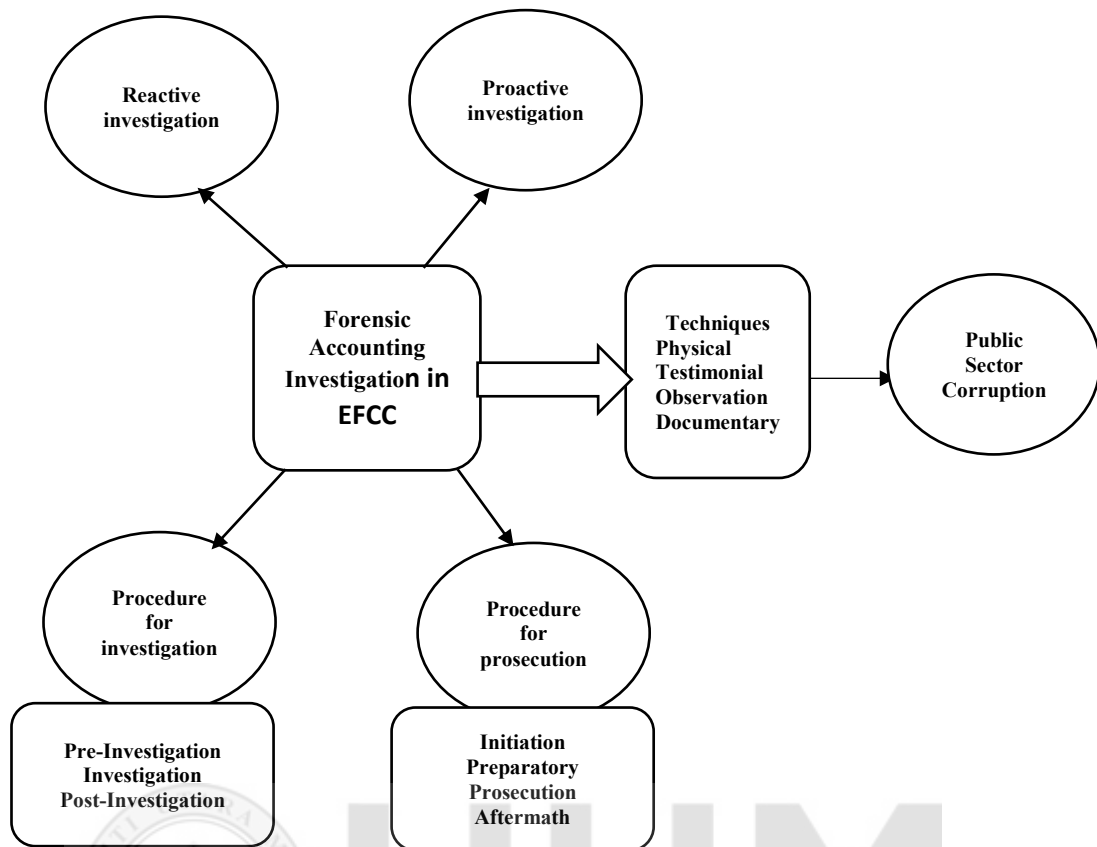 Reactive
investigation
Proactive
investigation
Forensic
Accounting
Investigation in
EFCC
Techniques
Physical
Testimonial
Observation
Documentary
Public
Sector
Corruption
Procedure
for
investigation
Procedure
for
prosecution
Pre-Investigation
Investigation
Post-Investigation
Initiation
Preparatory
Prosecution
Aftermath